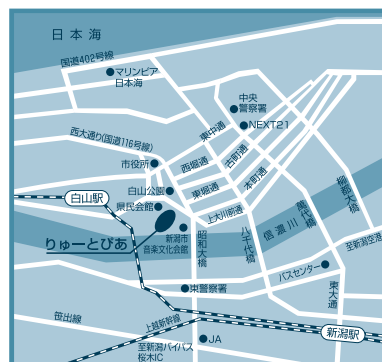 日本海
国道402号線
マリンピア
日本海
中央
警察署
NEXT21
西大通り(国道116号線)
東中通
市役所
西堀通
古町通
本町通
白山公園
東堀通
白山駅
県民会館
上大川前通
柳都大橋
萬代橋
信濃川
りゅーとぴあ
新潟市
音楽文化会館
昭和大橋
八千代橋
至新潟空港
バスセンター
東警察署
東大通
笹出線
上越新幹線
新潟駅
JA
至新潟バイパス
桜木IC